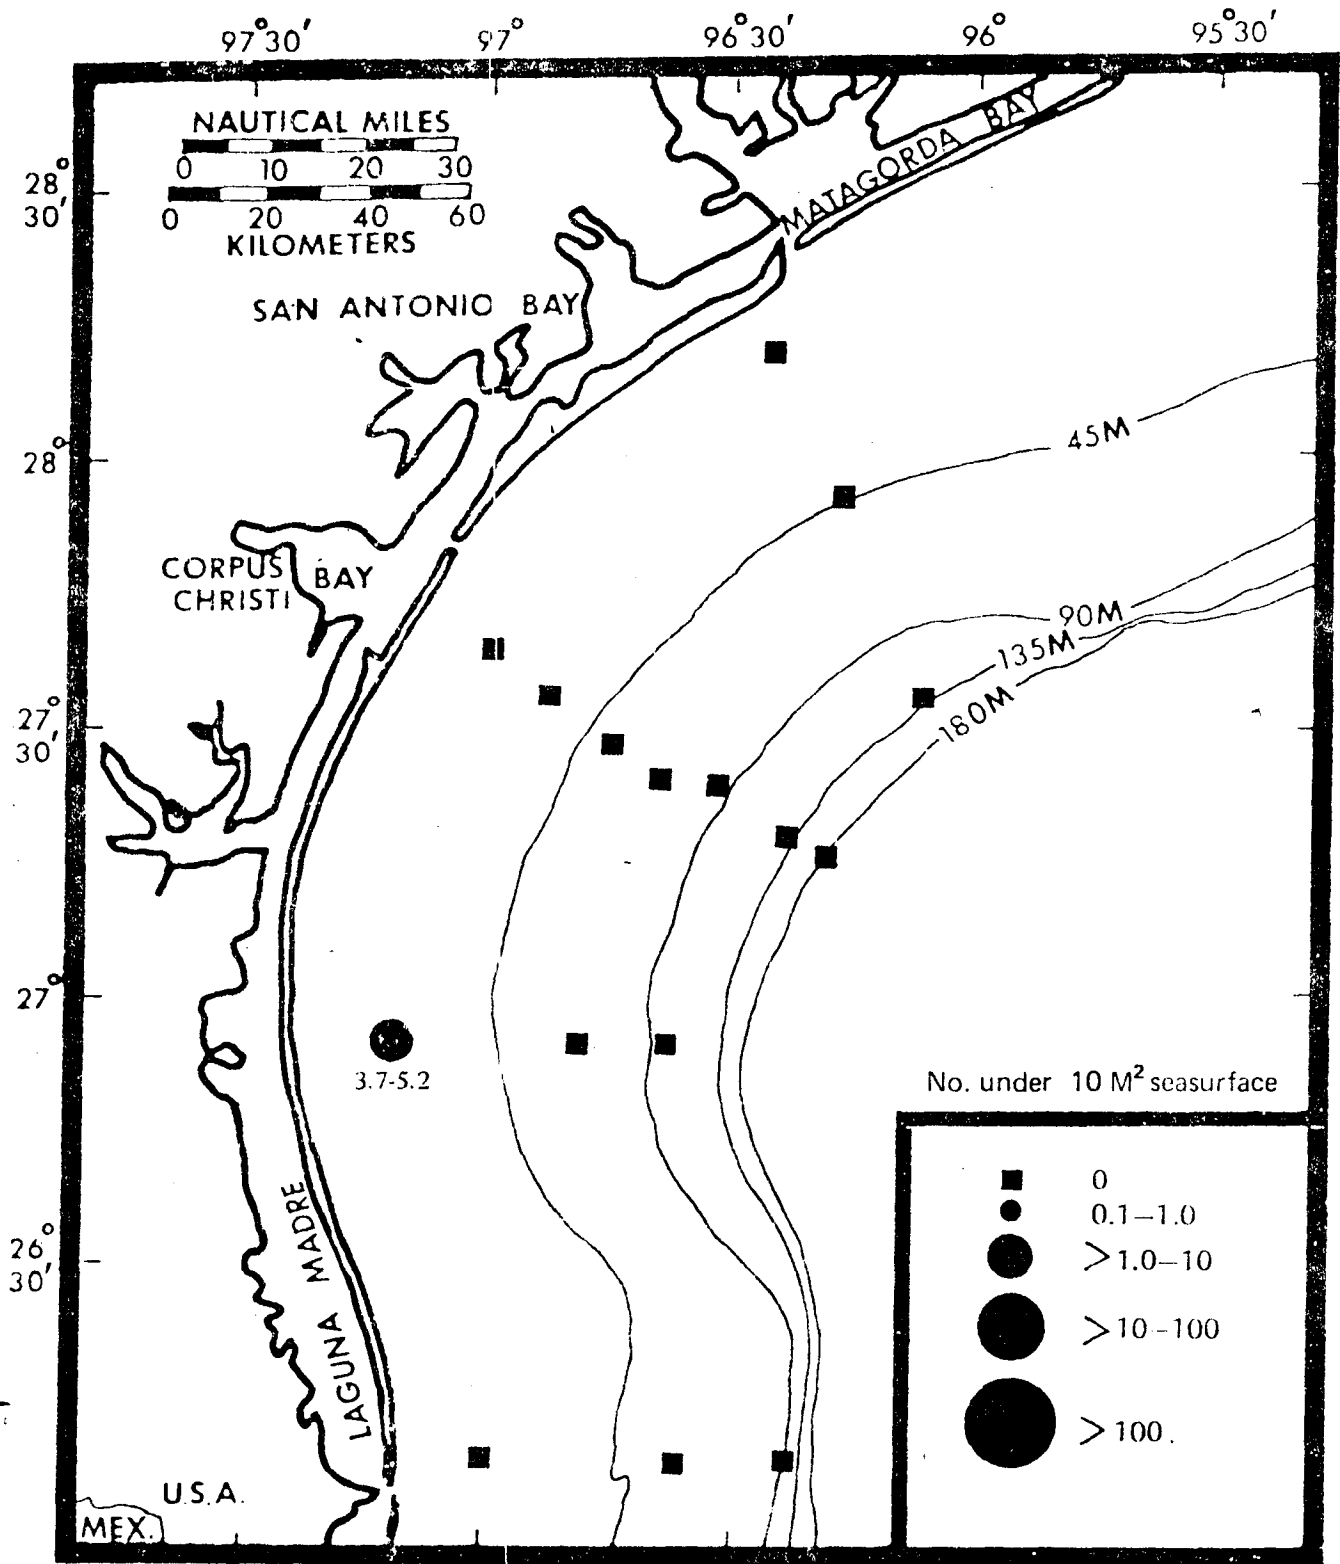 97°30' 97° 96°30' 96° 95°30'
NAUTICAL MILES
0 10 20 30
0 20 40 60
KILOMETERS
28°
30'
MATAGORDA BAY
SAN ANTONIO BAY
28°
45M
CORPUS
CHRISTI
BAY
90M
135M
180M
27°
30'
27°
3.7-5.2
No. under 10 M² seasurface
0
0.1–1.0
>1.0–10
>10-100
>100.
26°
30'
LAGUNA MADRE
U.S.A.
MEX.